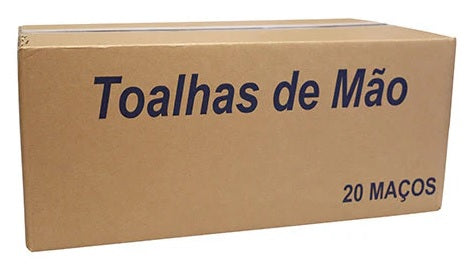 Toalhas de Mão
20 MAÇOS